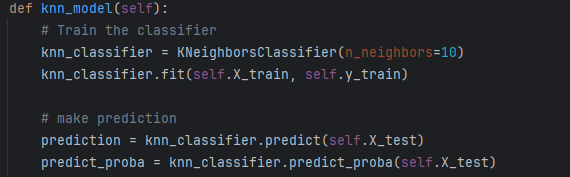 def knn_model(self):
    # Train the classifier
    knn_classifier = KNeighborsClassifier(n_neighbors=10)
    knn_classifier.fit(self.X_train, self.y_train)

    # make prediction
    prediction = knn_classifier.predict(self.X_test)
    predict_proba = knn_classifier.predict_proba(self.X_test)